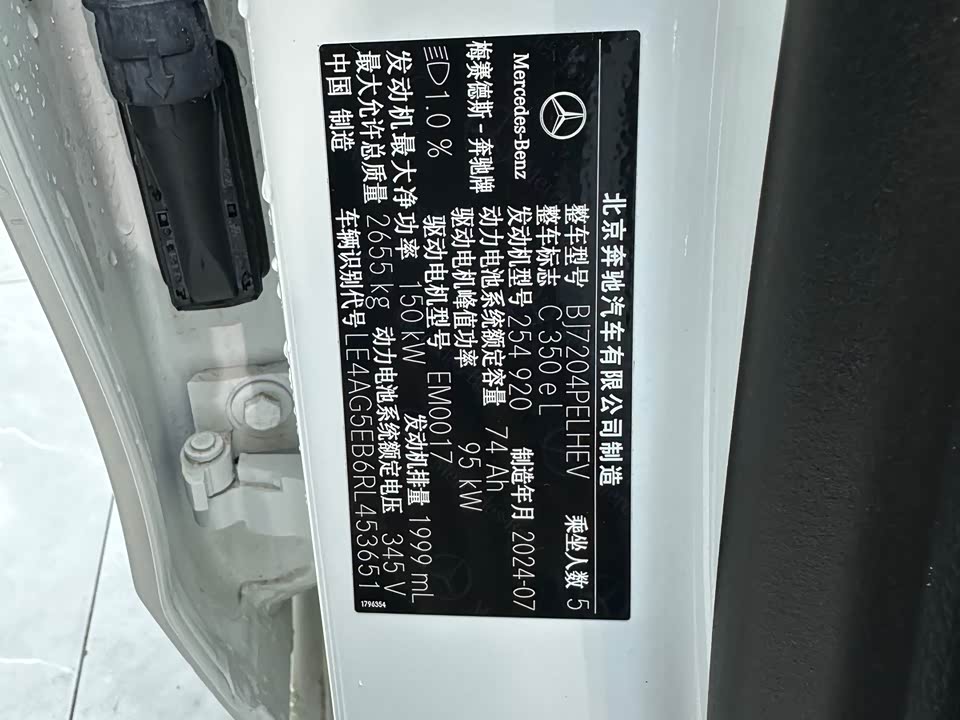 北京奔驰汽车有限公司制造
Mercedes-Benz
梅赛德斯-奔驰牌
整车型号 BJ7204PELHEV 乘坐人数 5
整车标志 C 350 e L
发动机型号 254 920 制造年月 2024-07
动力电池系统额定容量 74 Ah
驱动电机峰值功率 95 kW
1.0 % 驱动电机型号 EM0017
发动机最大净功率 150 kW 发动机排量 1999 mL
最大允许总质量 2655 kg 动力电池系统额定电压 345 V
中国 制造 车辆识别代号 LE4AG5EB6RL453651
1796354